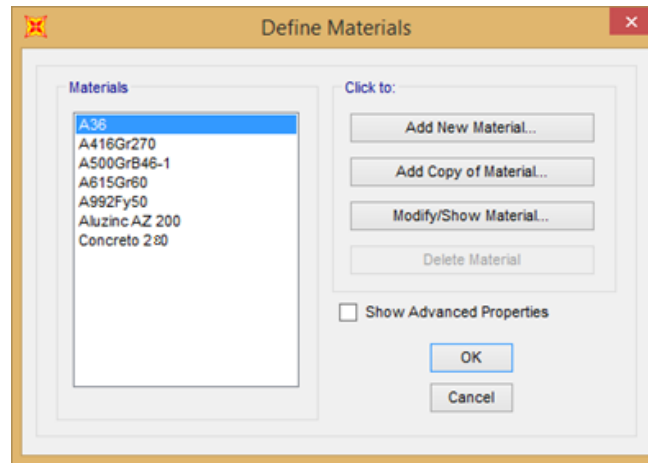 Define Materials
Materials
A36
A416Gr270
A500GrB46-1
A615Gr60
A992Fy50
Aluzinc AZ 200
Concreto 280
Click to:
Add New Material...
Add Copy of Material...
Modify/Show Material...
Delete Material
Show Advanced Properties
OK
Cancel